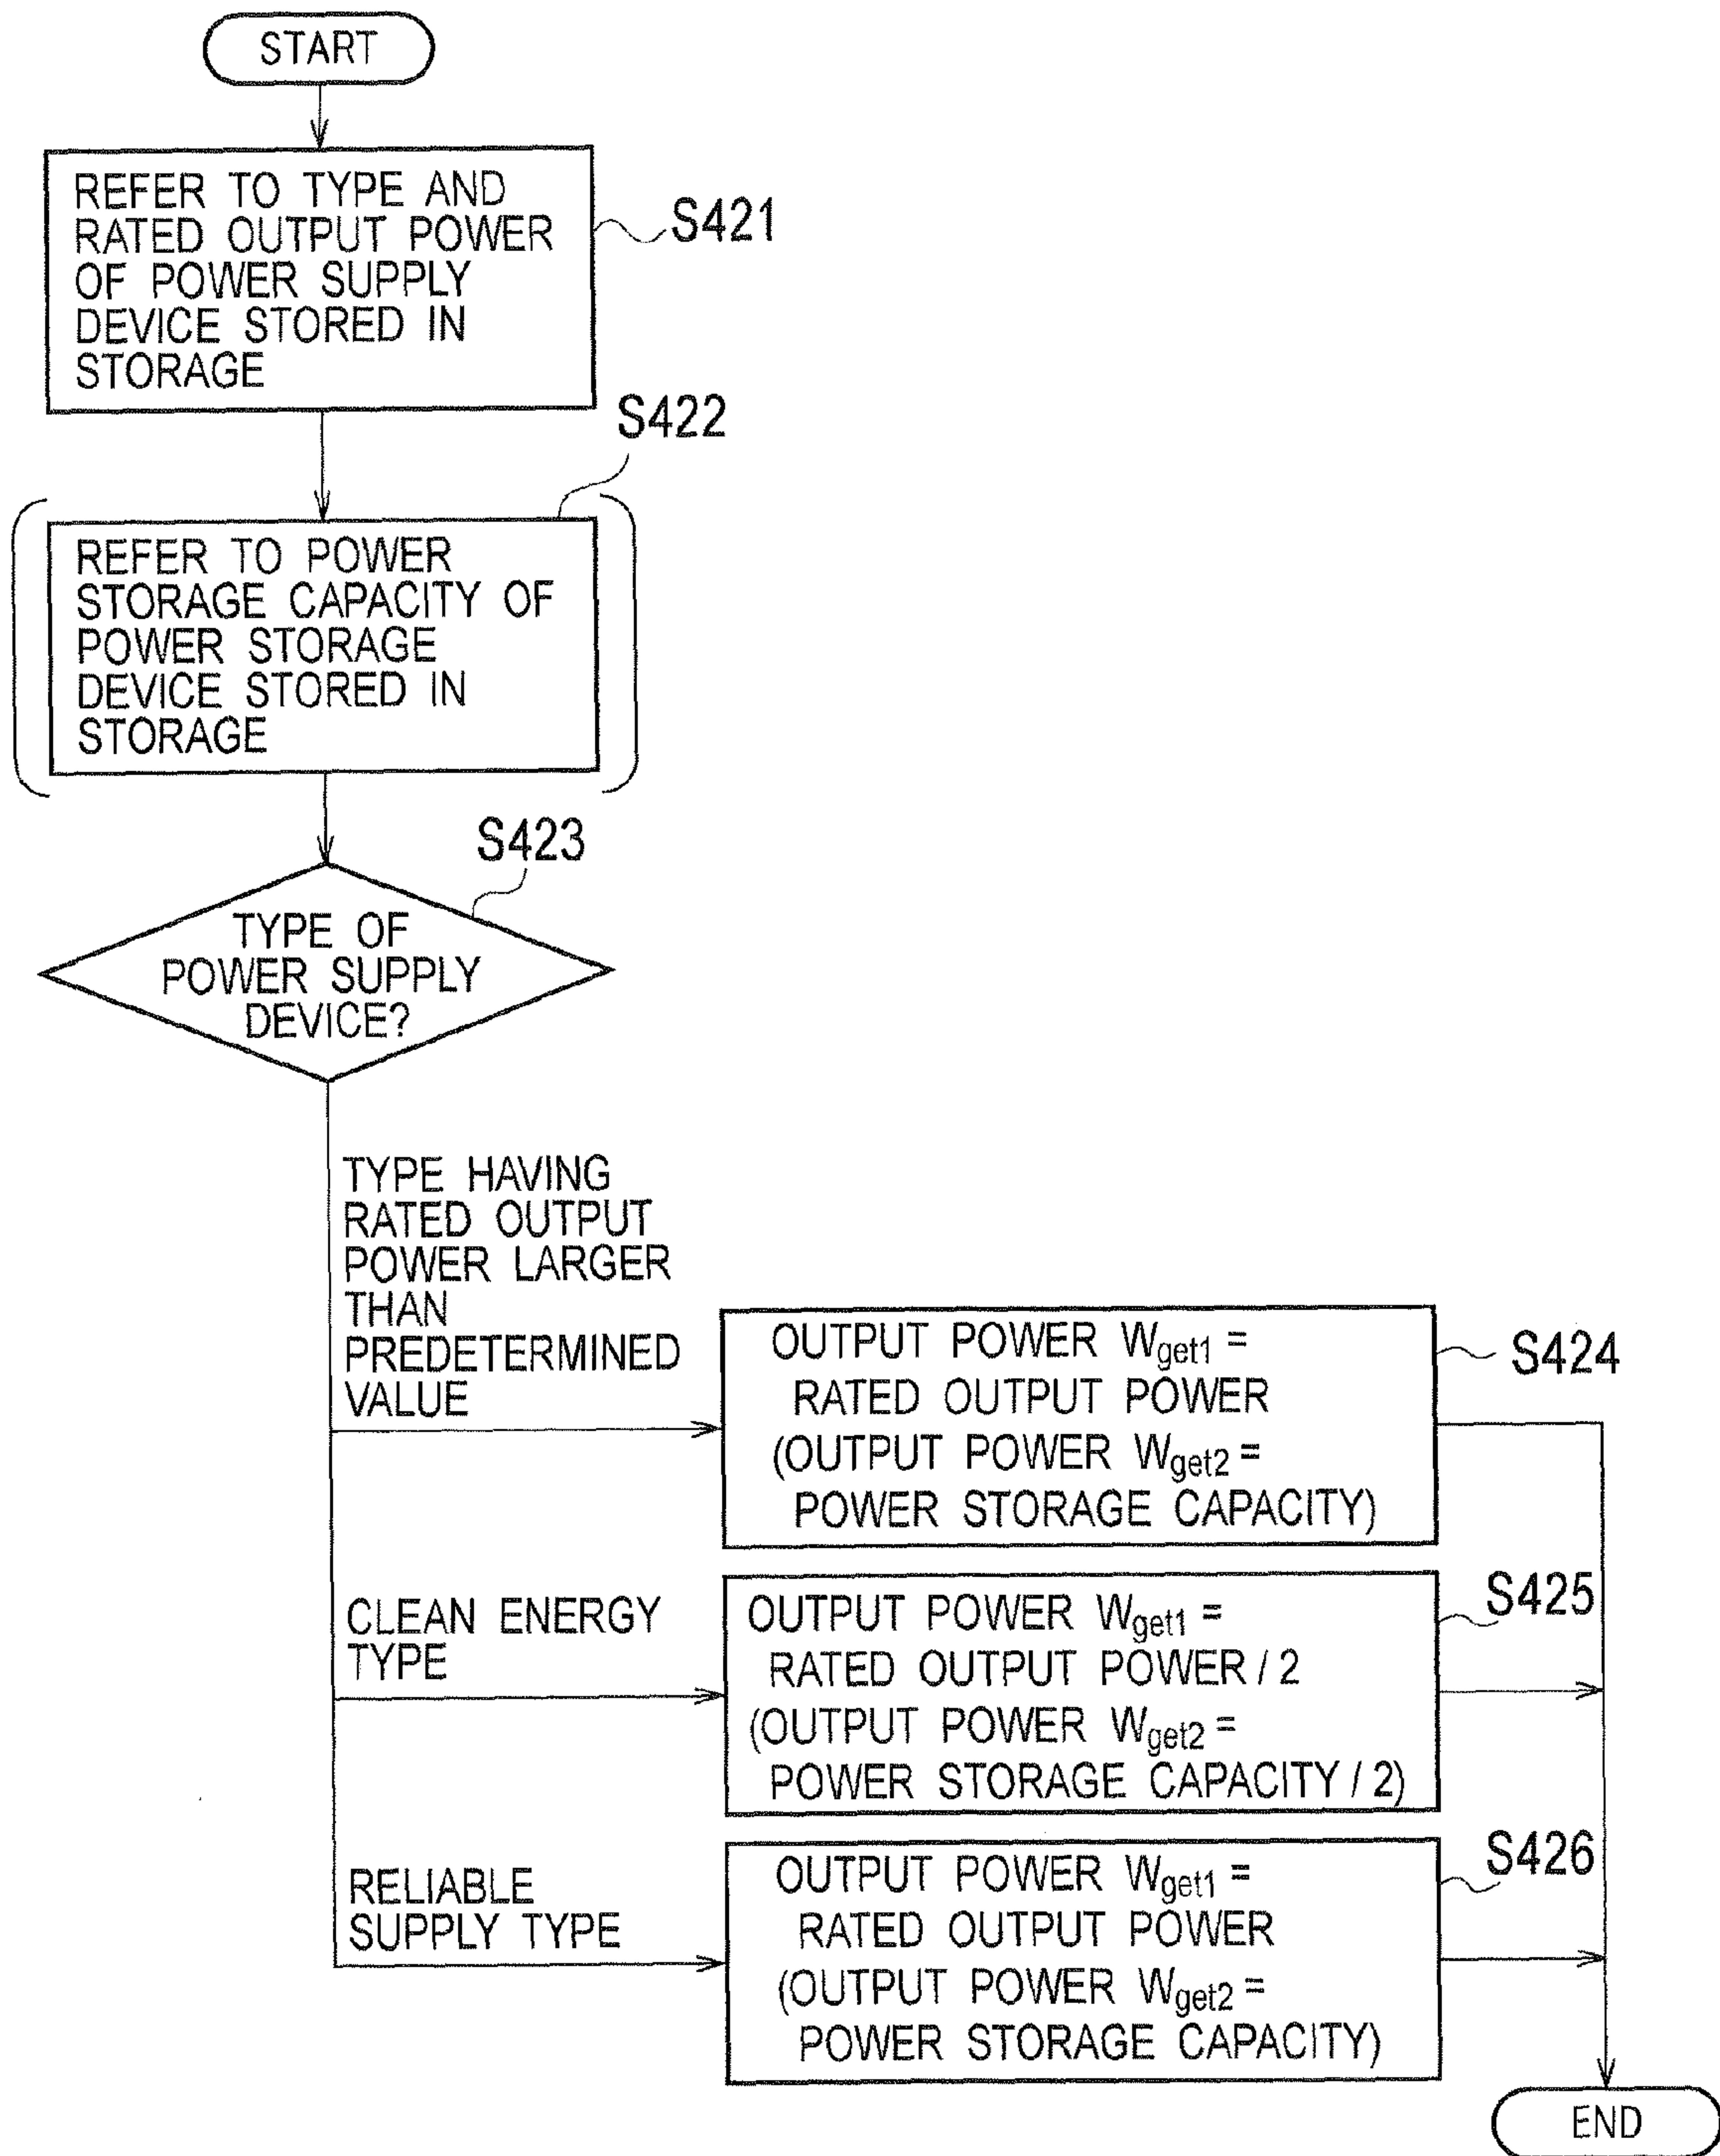 START
REFER TO TYPE AND
RATED OUTPUT POWER
OF POWER SUPPLY
DEVICE STORED IN
STORAGE
S421
S422
REFER TO POWER
STORAGE CAPACITY OF
POWER STORAGE
DEVICE STORED IN
STORAGE
S423
TYPE OF
POWER SUPPLY
DEVICE?
TYPE HAVING
RATED OUTPUT
POWER LARGER
THAN
PREDETERMINED
VALUE
OUTPUT POWER Wget1 =
RATED OUTPUT POWER
(OUTPUT POWER Wget2 =
POWER STORAGE CAPACITY)
S424
CLEAN ENERGY
TYPE
OUTPUT POWER Wget1 =
RATED OUTPUT POWER / 2
(OUTPUT POWER Wget2 =
POWER STORAGE CAPACITY / 2)
S425
RELIABLE
SUPPLY TYPE
OUTPUT POWER Wget1 =
RATED OUTPUT POWER
(OUTPUT POWER Wget2 =
POWER STORAGE CAPACITY)
S426
END